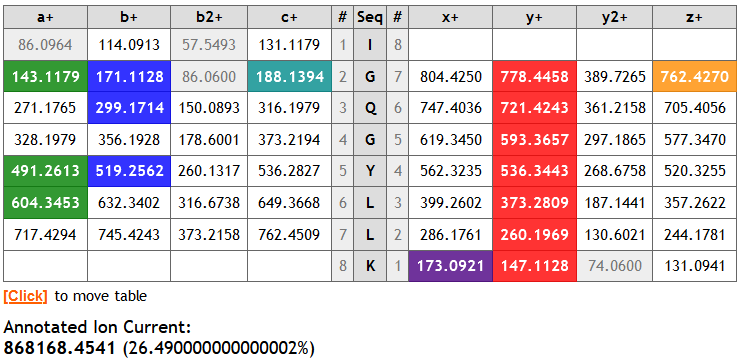 a+ b+ b2+ c+ # Seq # x+ y+ y2+ z+
86.0964 114.0913 57.5493 131.1179 1 I 8
143.1179 171.1128 86.0600 188.1394 2 G 7 804.4250 778.4458 389.7265 762.4270
271.1765 299.1714 150.0893 316.1979 3 Q 6 747.4036 721.4243 361.2158 705.4056
328.1979 356.1928 178.6001 373.2194 4 G 5 619.3450 593.3657 297.1865 577.3470
491.2613 519.2562 260.1317 536.2827 5 Y 4 562.3235 536.3443 268.6758 520.3255
604.3453 632.3402 316.6738 649.3668 6 L 3 399.2602 373.2809 187.1441 357.2622
717.4294 745.4243 373.2158 762.4509 7 L 2 286.1761 260.1969 130.6021 244.1781
8 K 1 173.0921 147.1128 74.0600 131.0941
[Click] to move table
Annotated Ion Current:
868168.4541 (26.490000000000002%)